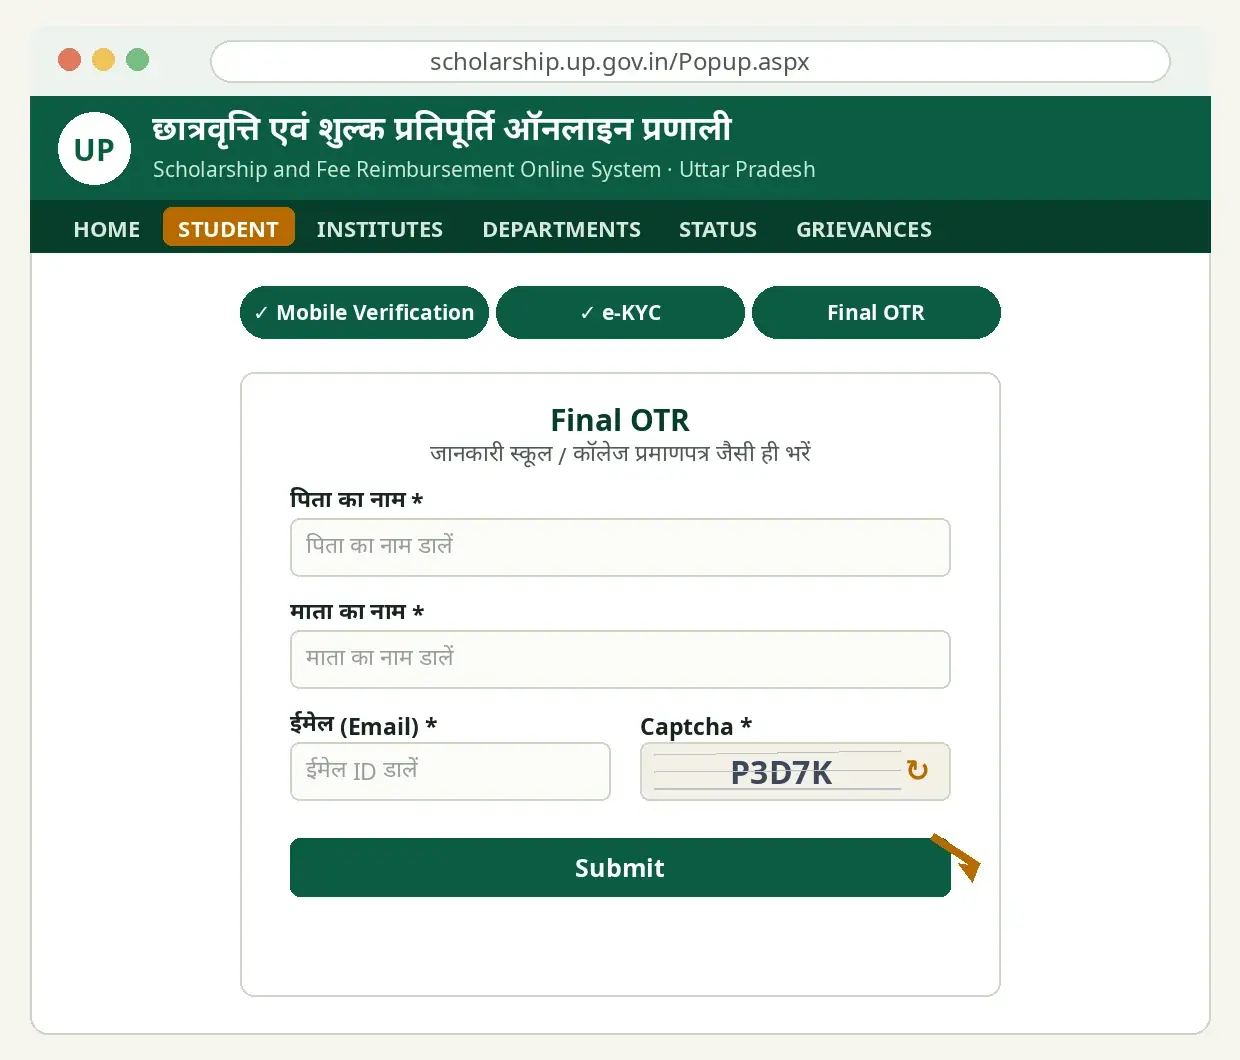 scholarship.up.gov.in/Popup.aspx
UP
छात्रवृत्ति एवं शुल्क प्रतिपूर्ति ऑनलाइन प्रणाली
Scholarship and Fee Reimbursement Online System · Uttar Pradesh
HOME STUDENT INSTITUTES DEPARTMENTS STATUS GRIEVANCES
✓ Mobile Verification ✓ e-KYC Final OTR
Final OTR
जानकारी स्कूल / कॉलेज प्रमाणपत्र जैसी ही भरें
पिता का नाम *
पिता का नाम डालें
माता का नाम *
माता का नाम डालें
ईमेल (Email) * Captcha *
ईमेल ID डालें P3D7K ↻
Submit